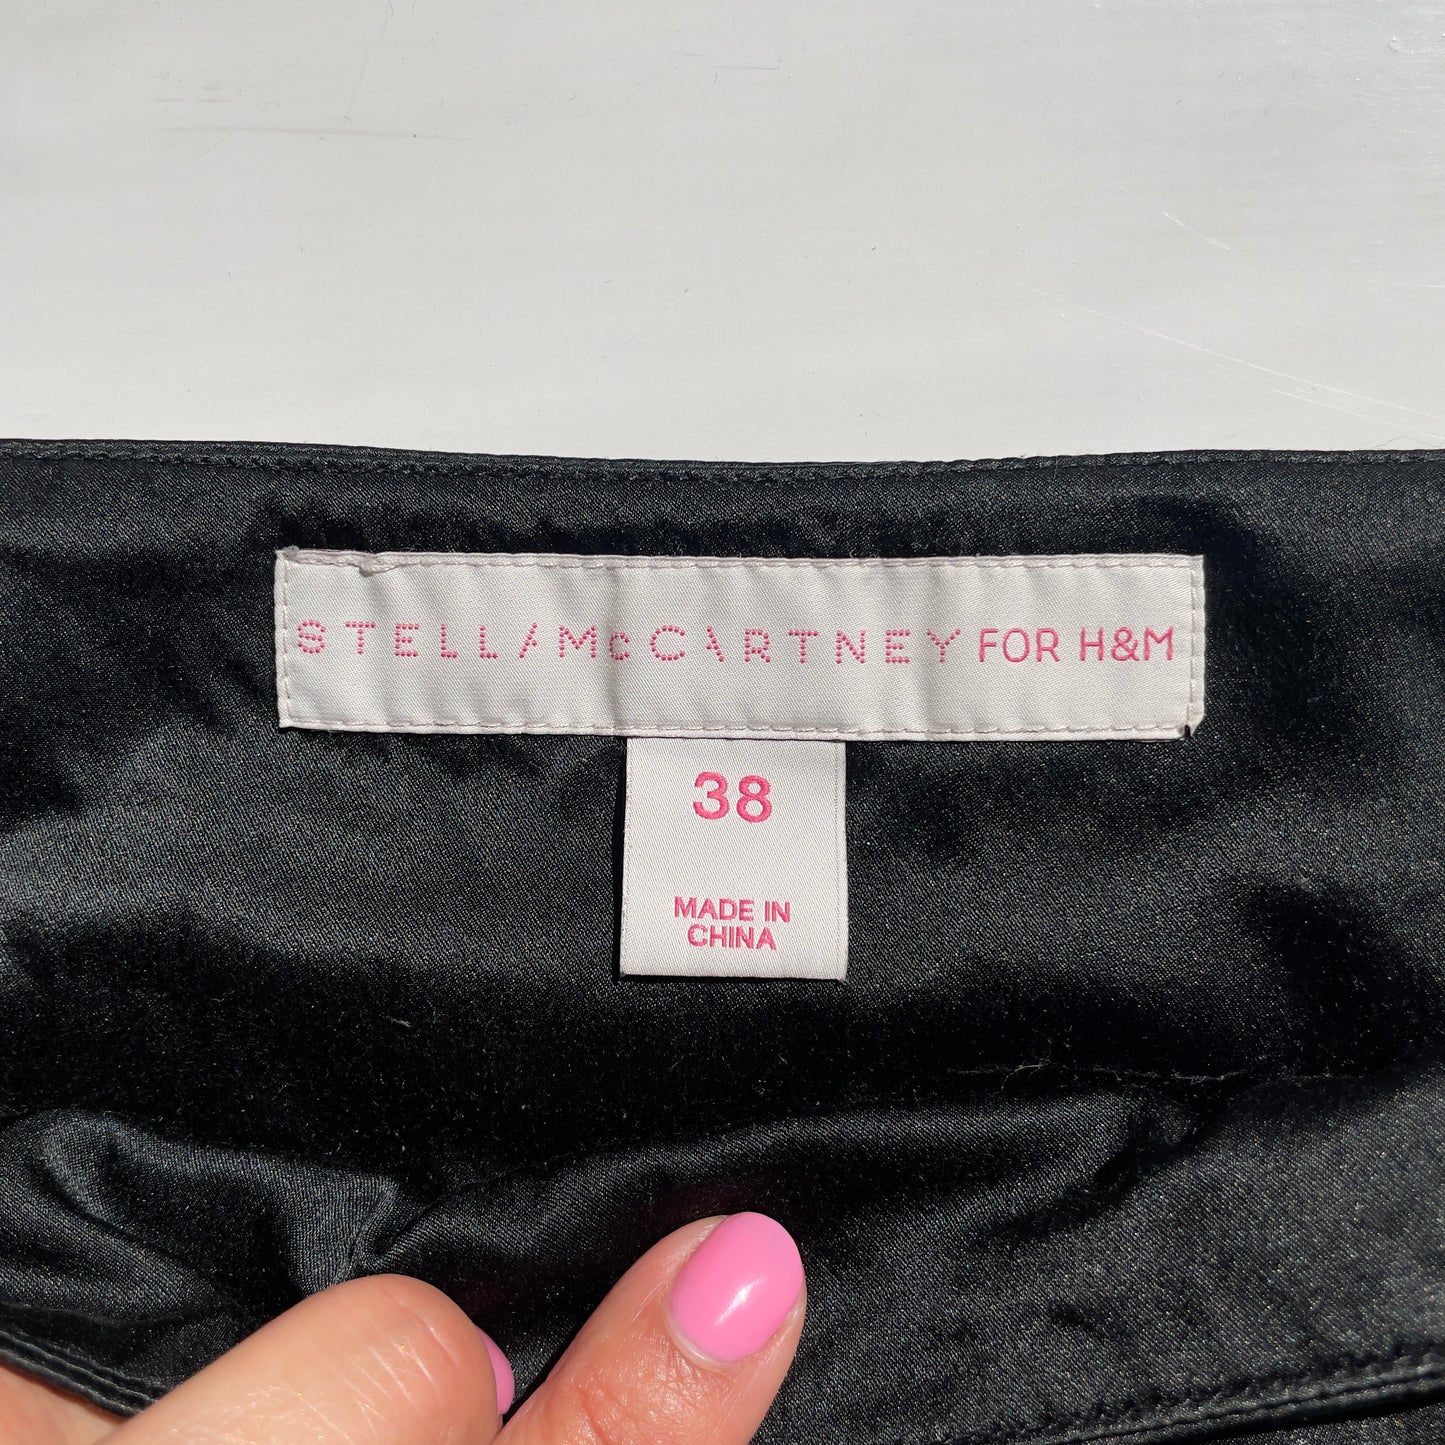 STELLA McCARTNEY FOR H&M
38
MADE IN
CHINA